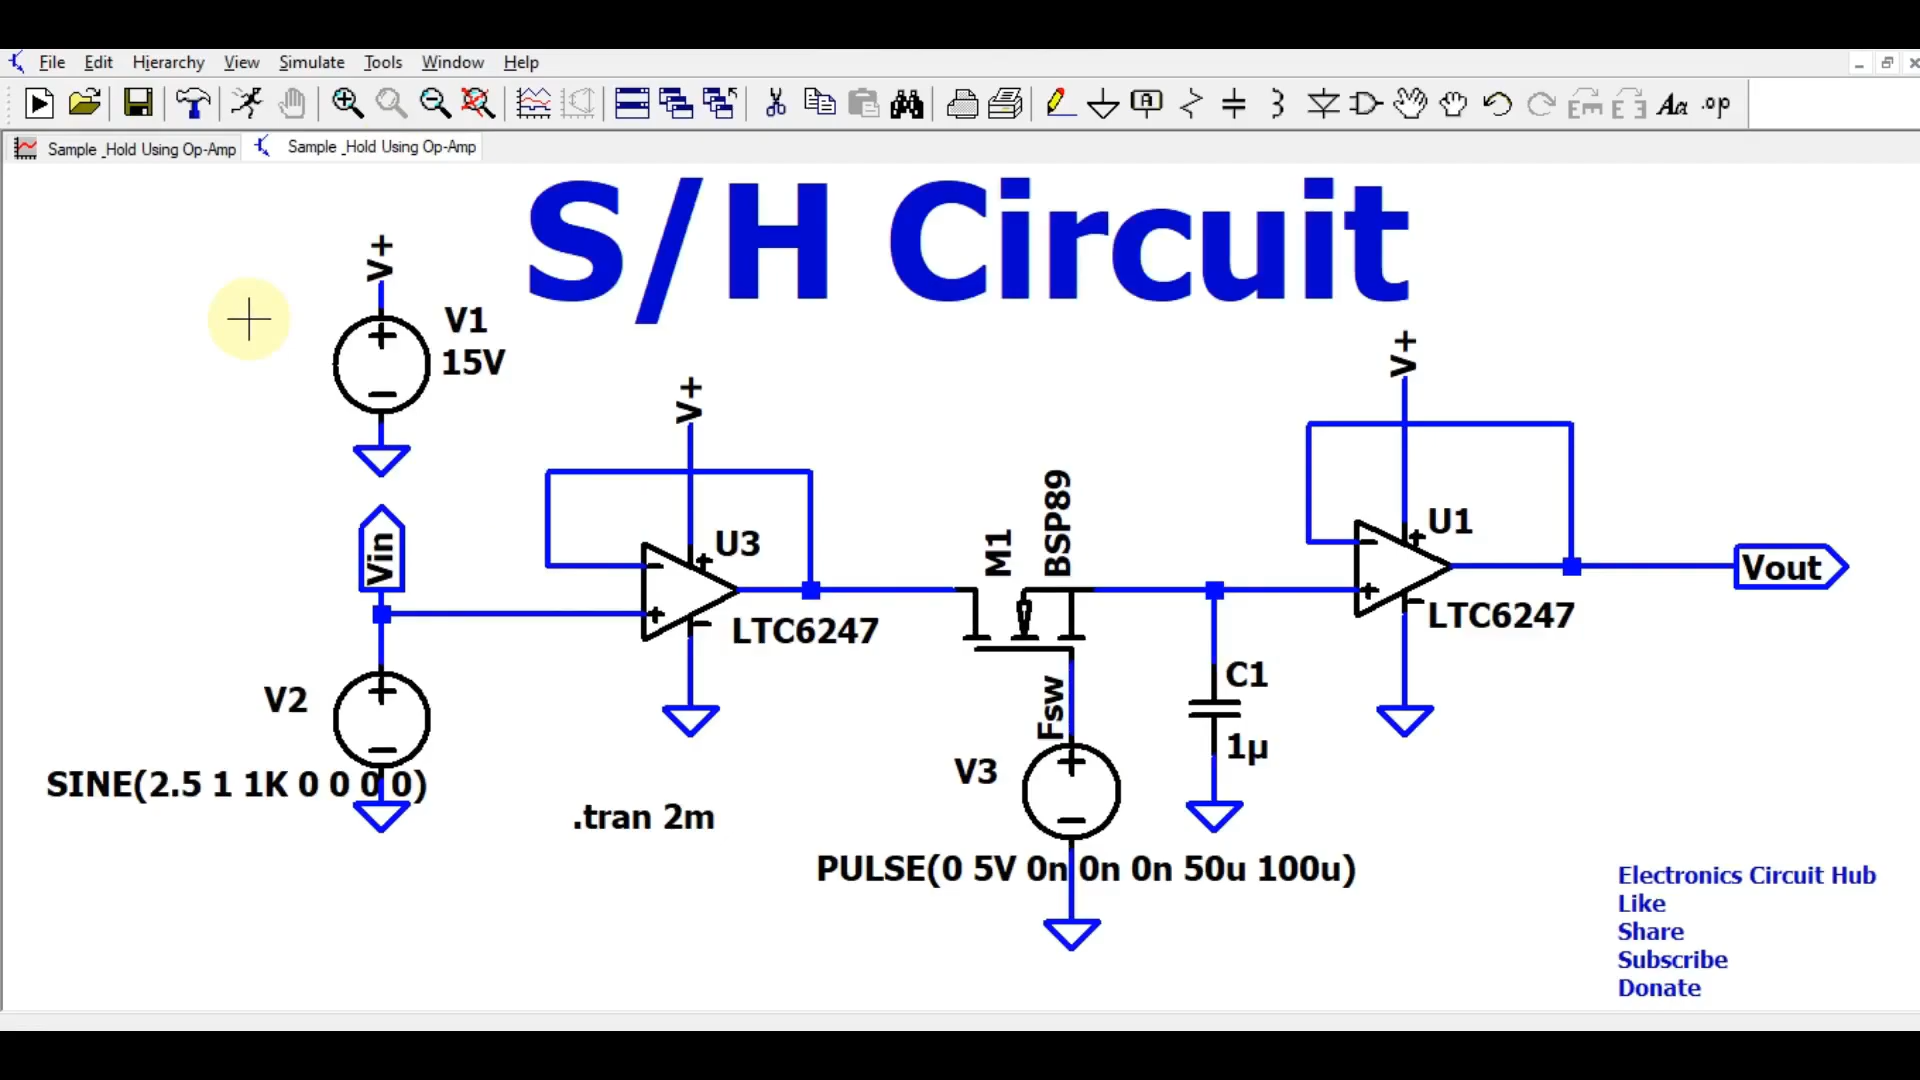 File Edit Hierarchy View Simulate Tools Window Help
A Aa .op
Sample _Hold Using Op-Amp Sample _Hold Using Op-Amp
S/H Circuit
V+
V1
15V
V+
V+
Vin
U3
LTC6247
M1
BSP89
U1
LTC6247
Vout
V2
SINE(2.5 1 1K 0 0 0 0)
.tran 2m
Fsw
V3
PULSE(0 5V 0n 0n 0n 50u 100u)
C1
1µ
Electronics Circuit Hub
Like
Share
Subscribe
Donate